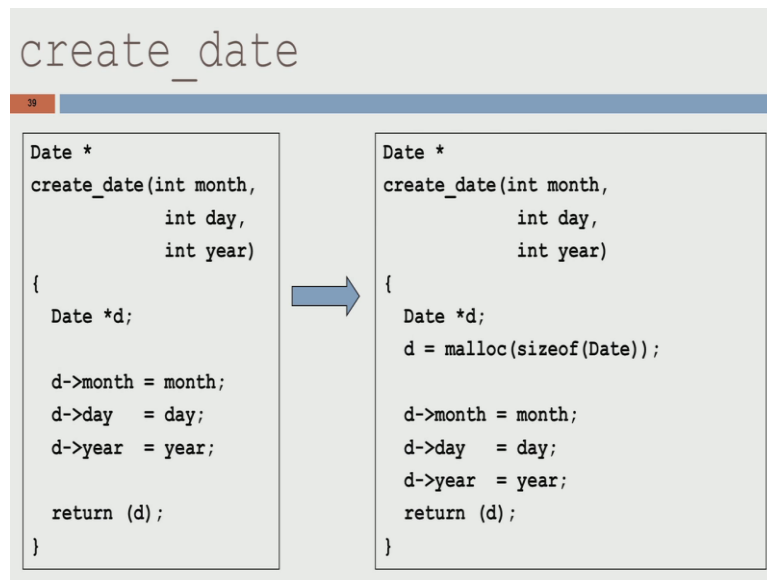 create_date
39
Date *
create_date(int month,
int day,
int year)
{
Date *d;
d->month = month;
d->day   = day;
d->year  = year;
return (d);
}
Date *
create_date(int month,
int day,
int year)
{
Date *d;
d = malloc(sizeof(Date));
d->month = month;
d->day   = day;
d->year  = year;
return (d);
}